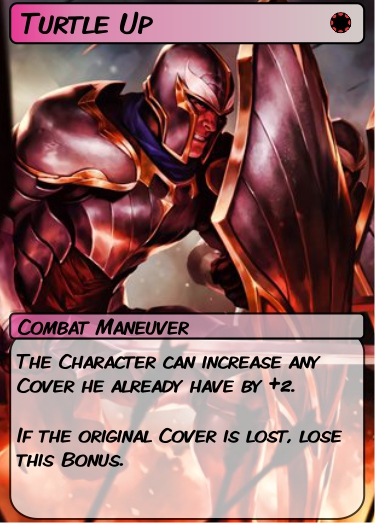 Turtle Up
Combat Maneuver
The Character can increase any
Cover he already have by +2.
If the original Cover is lost, lose
this Bonus.